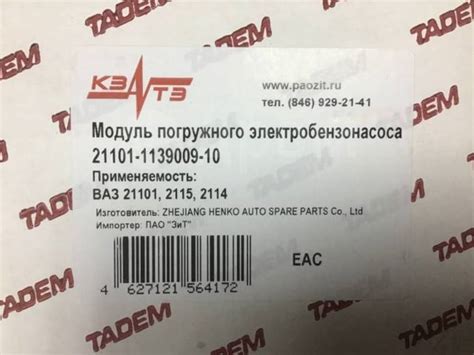 TADEM
TADEM
КЗАТЭ
www.paozit.ru
тел. (846) 929-21-41
Модуль погружного электробензонасоса
21101-1139009-10
Применяемость:
ВАЗ 21101, 2115, 2114
Изготовитель: ZHEJIANG HENKO AUTO SPARE PARTS Co., Ltd
Импортер: ПАО "ЗиТ"
EAC
4 627121 564172
TADEM
TADEM
TADEM
TADEM